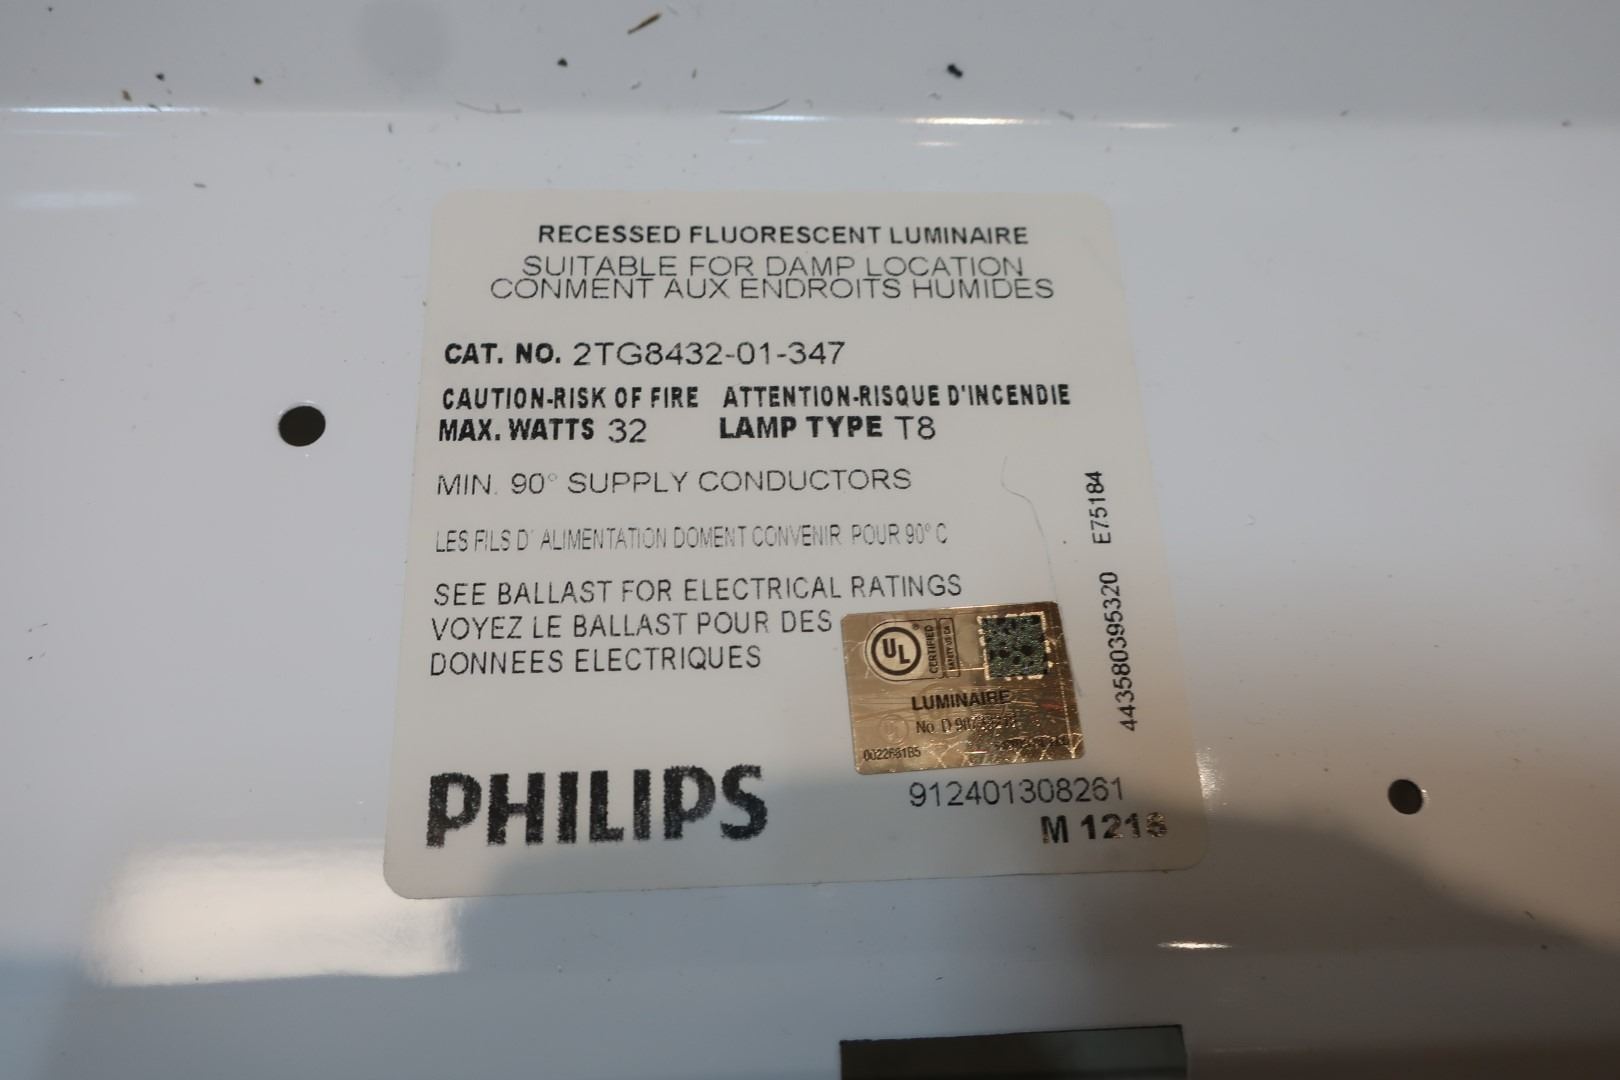 RECESSED FLUORESCENT LUMINAIRE
SUITABLE FOR DAMP LOCATION
CONMENT AUX ENDROITS HUMIDES
CAT. NO. 2TG8432-01-347
CAUTION-RISK OF FIRE ATTENTION-RISQUE D'INCENDIE
MAX. WATTS 32 LAMP TYPE T8
MIN. 90° SUPPLY CONDUCTORS
LES FILS D' ALIMENTATION DOMENT CONVENIR POUR 90° C
SEE BALLAST FOR ELECTRICAL RATINGS
VOYEZ LE BALLAST POUR DES
DONNEES ELECTRIQUES
443580395320 E75184
UL
CERTIFIED
LUMINAIRE
No. D
PHILIPS
912401308261
M